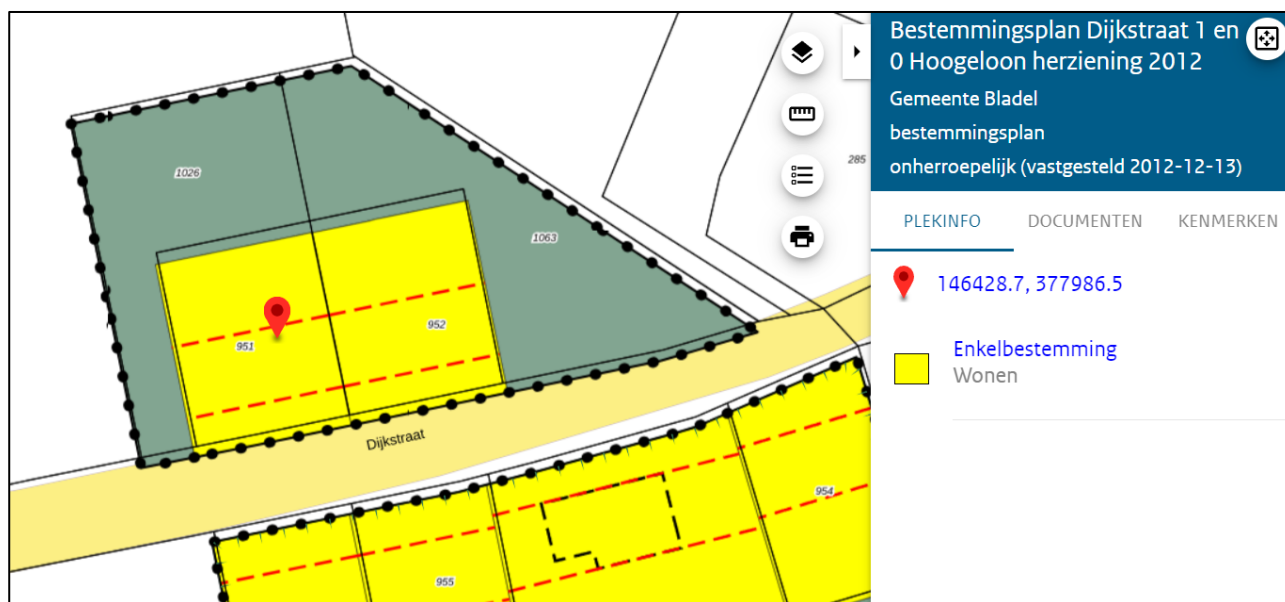 1026
1063
285
951
952
Dijkstraat
954
955
Bestemmingsplan Dijkstraat 1 en
0 Hoogeloon herziening 2012
Gemeente Bladel
bestemmingsplan
onherroepelijk (vastgesteld 2012-12-13)
PLEKINFO DOCUMENTEN KENMERKEN
146428.7, 377986.5
Enkelbestemming
Wonen